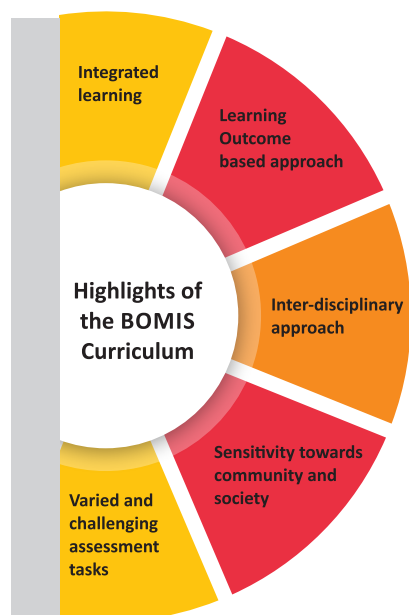 Integrated
learning
Learning
Outcome
based approach
Highlights of
the BOMIS
Curriculum
Inter-disciplinary
approach
Sensitivity towards
community and
society
Varied and
challenging
assessment
tasks